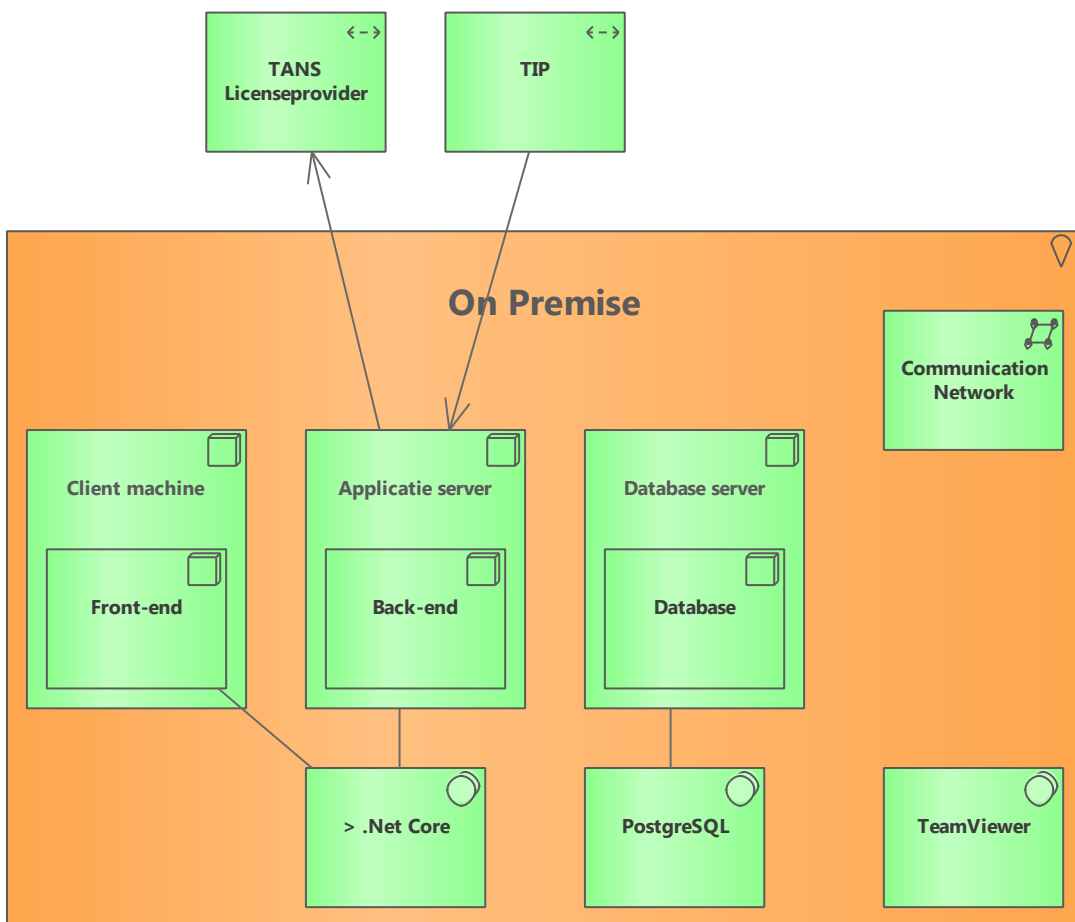 TANS
Licenseprovider
TIP
On Premise
Communication
Network
Client machine
Applicatie server
Database server
Front-end
Back-end
Database
> .Net Core
PostgreSQL
TeamViewer